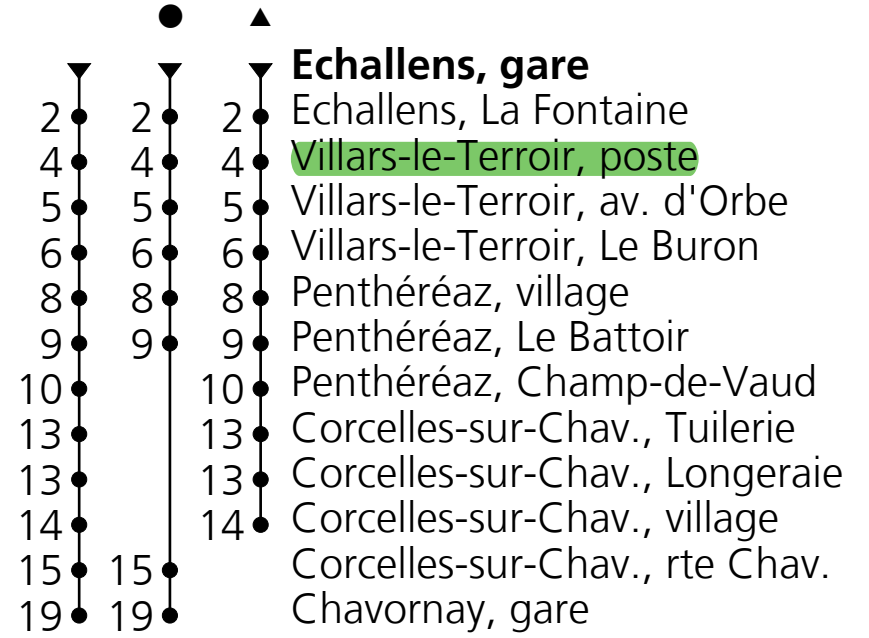 ● ▲
Echallens, gare
2 2 2 Echallens, La Fontaine
4 4 4 Villars-le-Terroir, poste
5 5 5 Villars-le-Terroir, av. d'Orbe
6 6 6 Villars-le-Terroir, Le Buron
8 8 8 Penthéréaz, village
9 9 9 Penthéréaz, Le Battoir
10 10 Penthéréaz, Champ-de-Vaud
13 13 Corcelles-sur-Chav., Tuilerie
13 13 Corcelles-sur-Chav., Longeraie
14 14 Corcelles-sur-Chav., village
15 15 Corcelles-sur-Chav., rte Chav.
19 19 Chavornay, gare